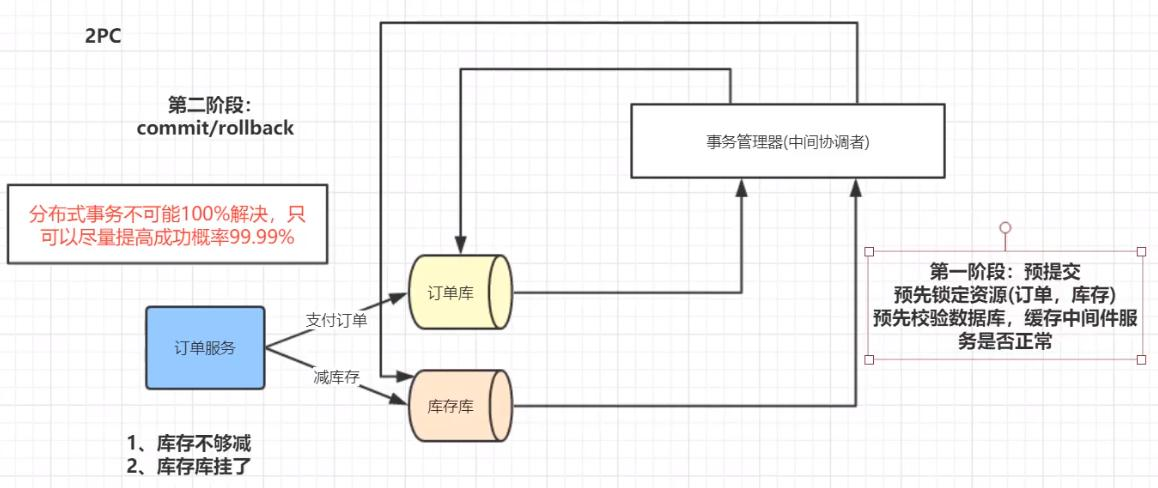 2PC
第二阶段：
commit/rollback
事务管理器(中间协调者)
分布式事务不可能100%解决，只
可以尽量提高成功概率99.99%
第一阶段：预提交
预先锁定资源(订单，库存)
预先校验数据库，缓存中间件服
务是否正常
订单库
支付订单
订单服务
减库存
库存库
1、库存不够减
2、库存库挂了